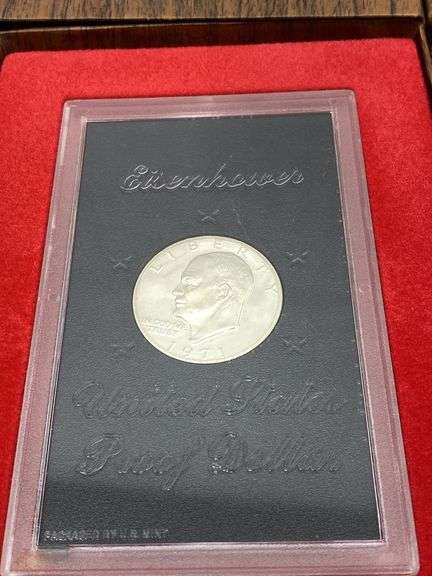 Eisenhower
LIBERTY
IN GOD WE
TRUST
1971
United States
Proof Dollar
PACKAGED BY U.S. MINT